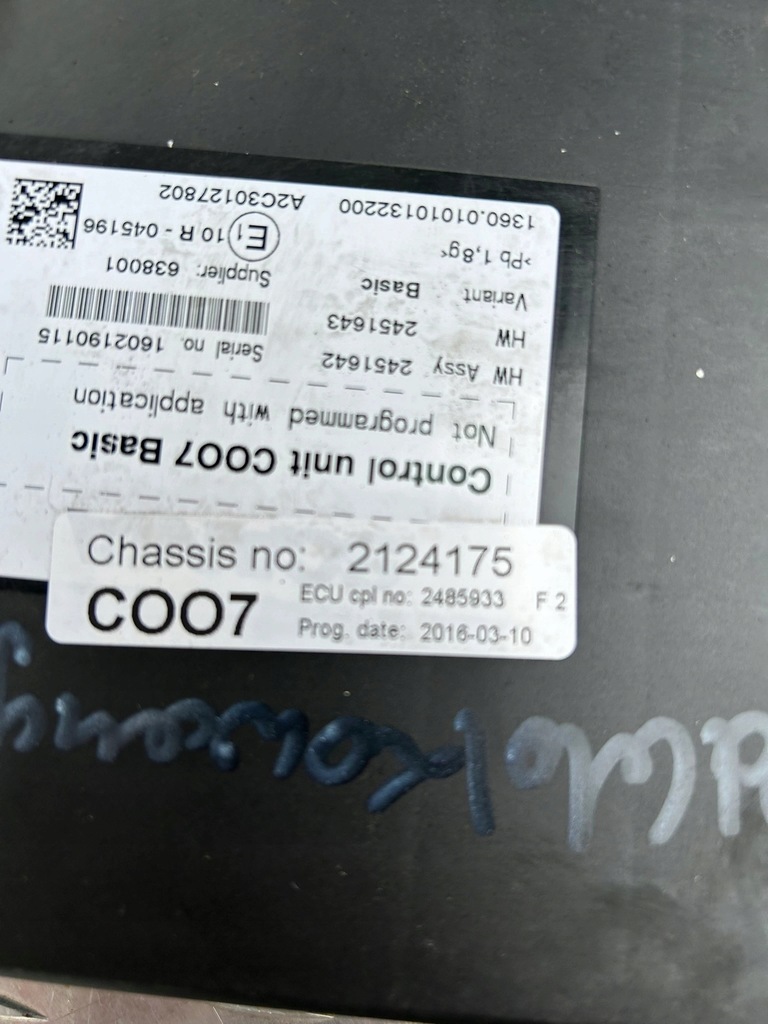 Chassis no: 2124175
COO7 ECU cpl no: 2485933 F 2
Prog. date: 2016-03-10
Control unit COO7 Basic
Not programmed with application
HW Assy 2451642 Serial no. 1602190115
HW 2451643
Variant Basic Supplier: 638001
>Pb 1,8g< E1 10 R - 045196
1360.01010132200 A2C30127802